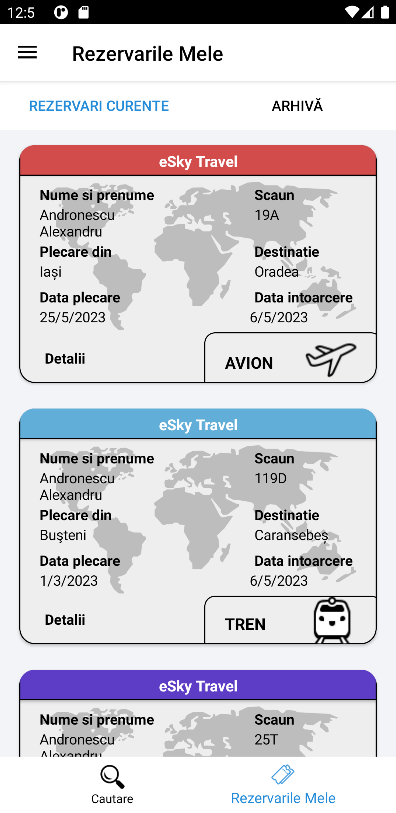 12:5
Rezervarile Mele
REZERVARI CURENTE ARHIVĂ
eSky Travel
Nume si prenume Scaun
Andronescu 19A
Alexandru
Plecare din Destinatie
Iași Oradea
Data plecare Data intoarcere
25/5/2023 6/5/2023
Detalii AVION
eSky Travel
Nume si prenume Scaun
Andronescu 119D
Alexandru
Plecare din Destinatie
Bușteni Caransebeș
Data plecare Data intoarcere
1/3/2023 6/5/2023
Detalii TREN
eSky Travel
Nume si prenume Scaun
Andronescu 25T
Alexandru
Cautare Rezervarile Mele